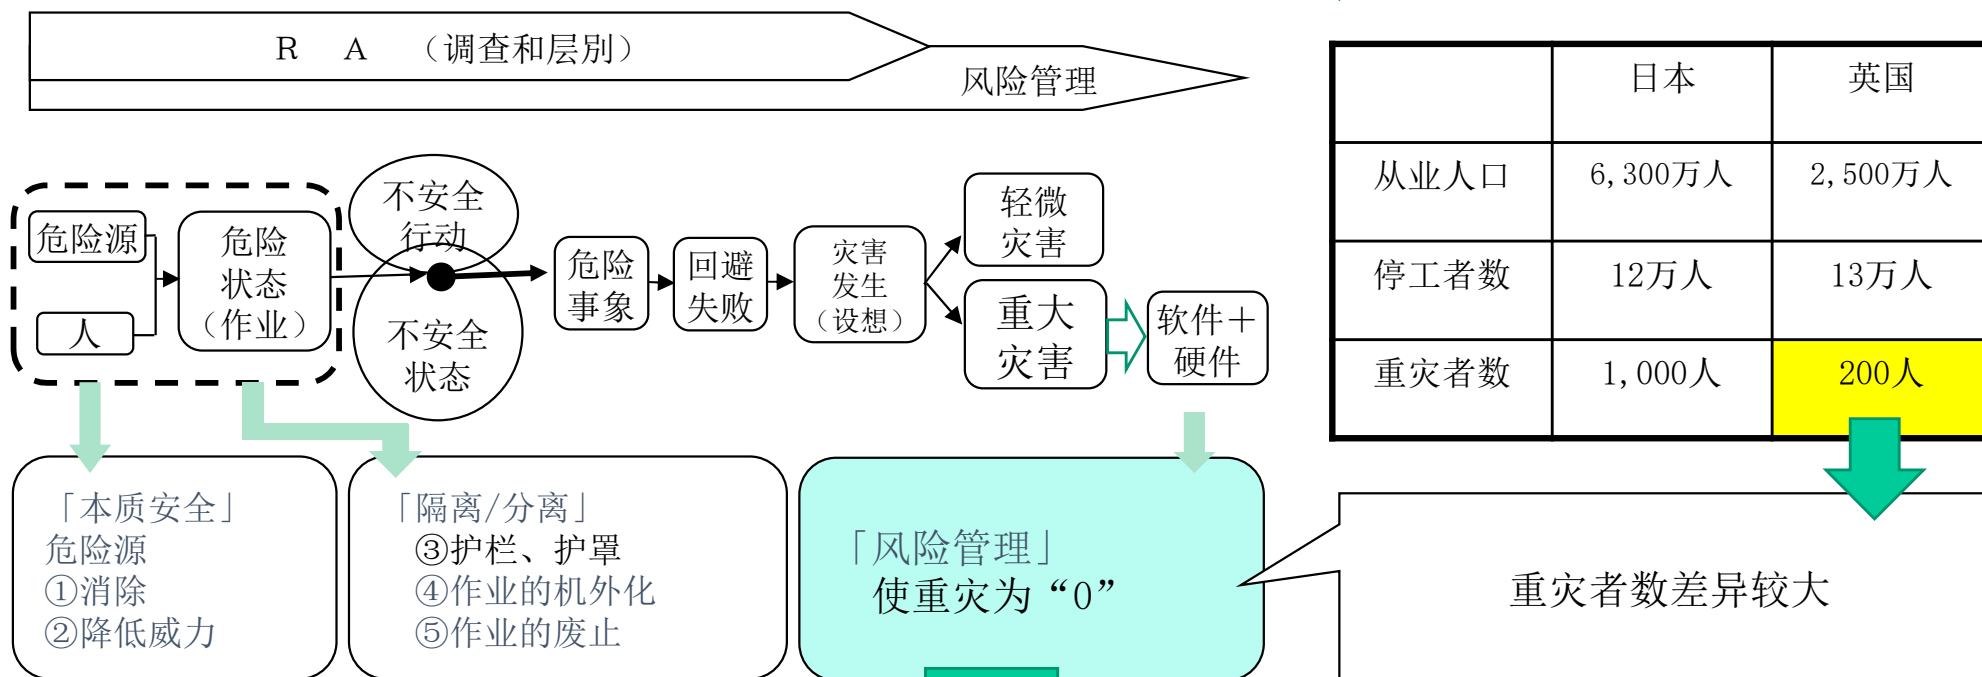 R A （调查和层别）
风险管理
危险源
人
危险
状态
（作业）
不安全
行动
不安全
状态
危险
事象
回避
失败
灾害
发生
（设想）
轻微
灾害
重大
灾害
软件＋
硬件
「本质安全」
危险源
①消除
②降低威力
「隔离/分离」
③护栏、护罩
④作业的机外化
⑤作业的废止
「风险管理」
使重灾为“0”
日本 英国
从业人口 6,300万人 2,500万人
停工者数 12万人 13万人
重灾者数 1,000人 200人
重灾者数差异较大